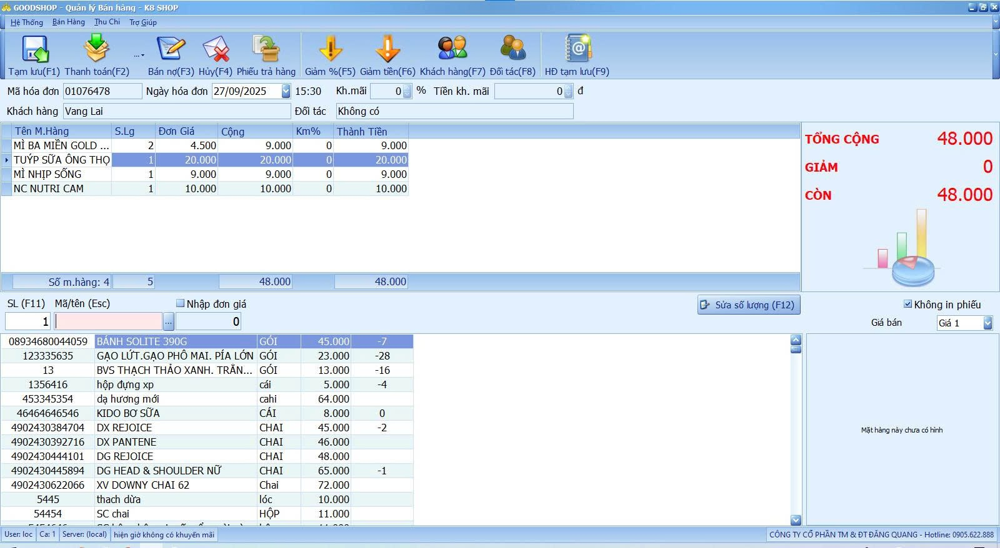 GOODSHOP - Quản lý Bán hàng - K8 SHOP
Hệ Thống Bán Hàng Thu Chi Trợ Giúp
Tạm lưu(F1) Thanh toán(F2) ... Bán nợ(F3) Hủy(F4) Phiếu trả hàng Giảm %(F5) Giảm tiền(F6) Khách hàng(F7) Đối tác(F8) HĐ tạm lưu(F9)
Mã hóa đơn 01076478 Ngày hóa đơn 27/09/2025 15:30 Kh.mãi 0 % Tiền kh. mãi 0 đ
Khách hàng Vang Lai Đối tác Không có
Tên M.Hàng S.Lg Đơn Giá Cộng Km% Thành Tiền
MÌ BA MIỀN GOLD ... 2 4.500 9.000 0 9.000
TUÝP SỮA ÔNG THỌ 1 20.000 20.000 0 20.000
MÌ NHỊP SỐNG 1 9.000 9.000 0 9.000
NC NUTRI CAM 1 10.000 10.000 0 10.000
Số m.hàng: 4 5 48.000 48.000
TỔNG CỘNG 48.000
GIẢM 0
CÒN 48.000
SL (F11) Mã/tên (Esc) Nhập đơn giá Sửa số lượng (F12) Không in phiếu
1 ... 0 Giá bán Giá 1
08934680044059 BÁNH SOLITE 390G GÓI 45.000 -7
123335635 GẠO LỨT.GẠO PHÔ MAI. PÍA LỚN GÓI 23.000 -28
13 BVS THẠCH THẢO XANH. TRẮN... GÓI 13.000 -16
1356416 hộp đựng xp cái 5.000 -4
453345354 dạ hương mới cahi 64.000
46464646546 KIDO BƠ SỮA CÁI 8.000 0
4902430384704 DX REJOICE CHAI 45.000 -2
4902430392716 DX PANTENE CHAI 46.000
4902430444101 DG REJOICE CHAI 48.000
4902430445894 DG HEAD & SHOULDER NỮ CHAI 65.000 -1
4902430622066 XV DOWNY CHAI 62 Chai 72.000
5445 thach dừa lóc 10.000
54454 SC chai HỘP 11.000
Mặt hàng này chưa có hình
User: loc Ca: 1 Server: (local) hiện giờ không có khuyến mãi CÔNG TY CỔ PHẦN TM & ĐT ĐĂNG QUANG - Hotline: 0905.622.888